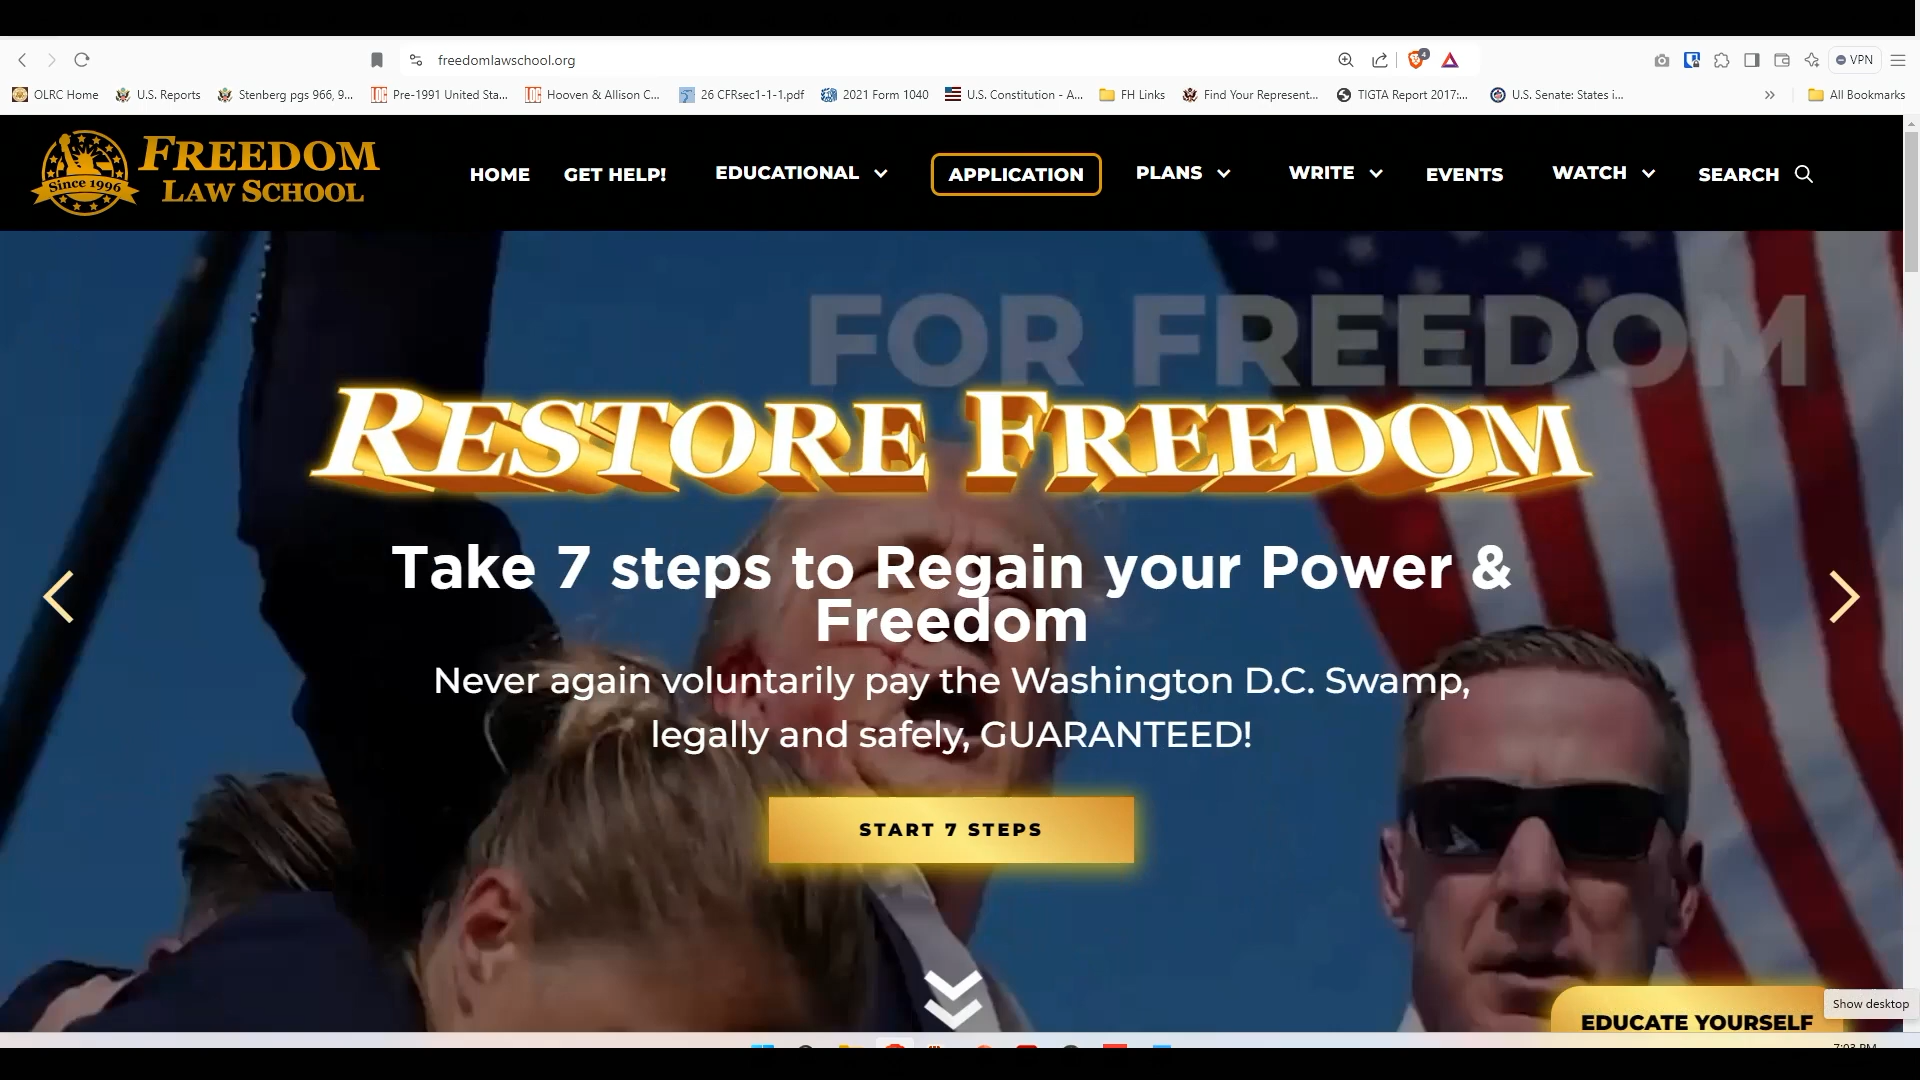 freedomlawschool.org
4
VPN
OLRC Home
U.S. Reports
Stenberg pgs 966, 9...
Pre-1991 United Sta...
Hooven & Allison C...
26 CFRsec1-1-1.pdf
2021 Form 1040
U.S. Constitution - A...
FH Links
Find Your Represent...
TIGTA Report 2017:...
U.S. Senate: States i...
All Bookmarks
Since 1996
FREEDOM
LAW SCHOOL
HOME
GET HELP!
EDUCATIONAL
APPLICATION
PLANS
WRITE
EVENTS
WATCH
SEARCH
FOR FREEDOM
RESTORE FREEDOM
Take 7 steps to Regain your Power &
Freedom
Never again voluntarily pay the Washington D.C. Swamp,
legally and safely, GUARANTEED!
START 7 STEPS
Show desktop
EDUCATE YOURSELF